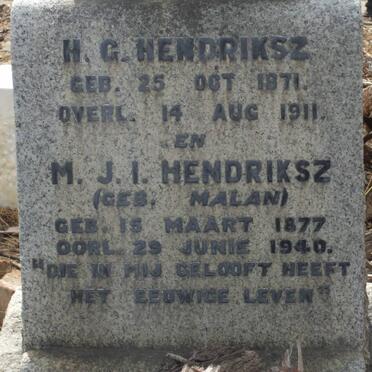 H. G. HENDRIKSZ
GEB. 25 OCT 1871.
OVERL. 14 AUG 1911.
EN
M. J. I. HENDRIKSZ
(GEB. MALAN)
GEB. 15 MAART 1877
OORL. 29 JUNIE 1940.
"DIE IN MIJ GELOOFT HEEFT
HET EEUWIGE LEVEN"